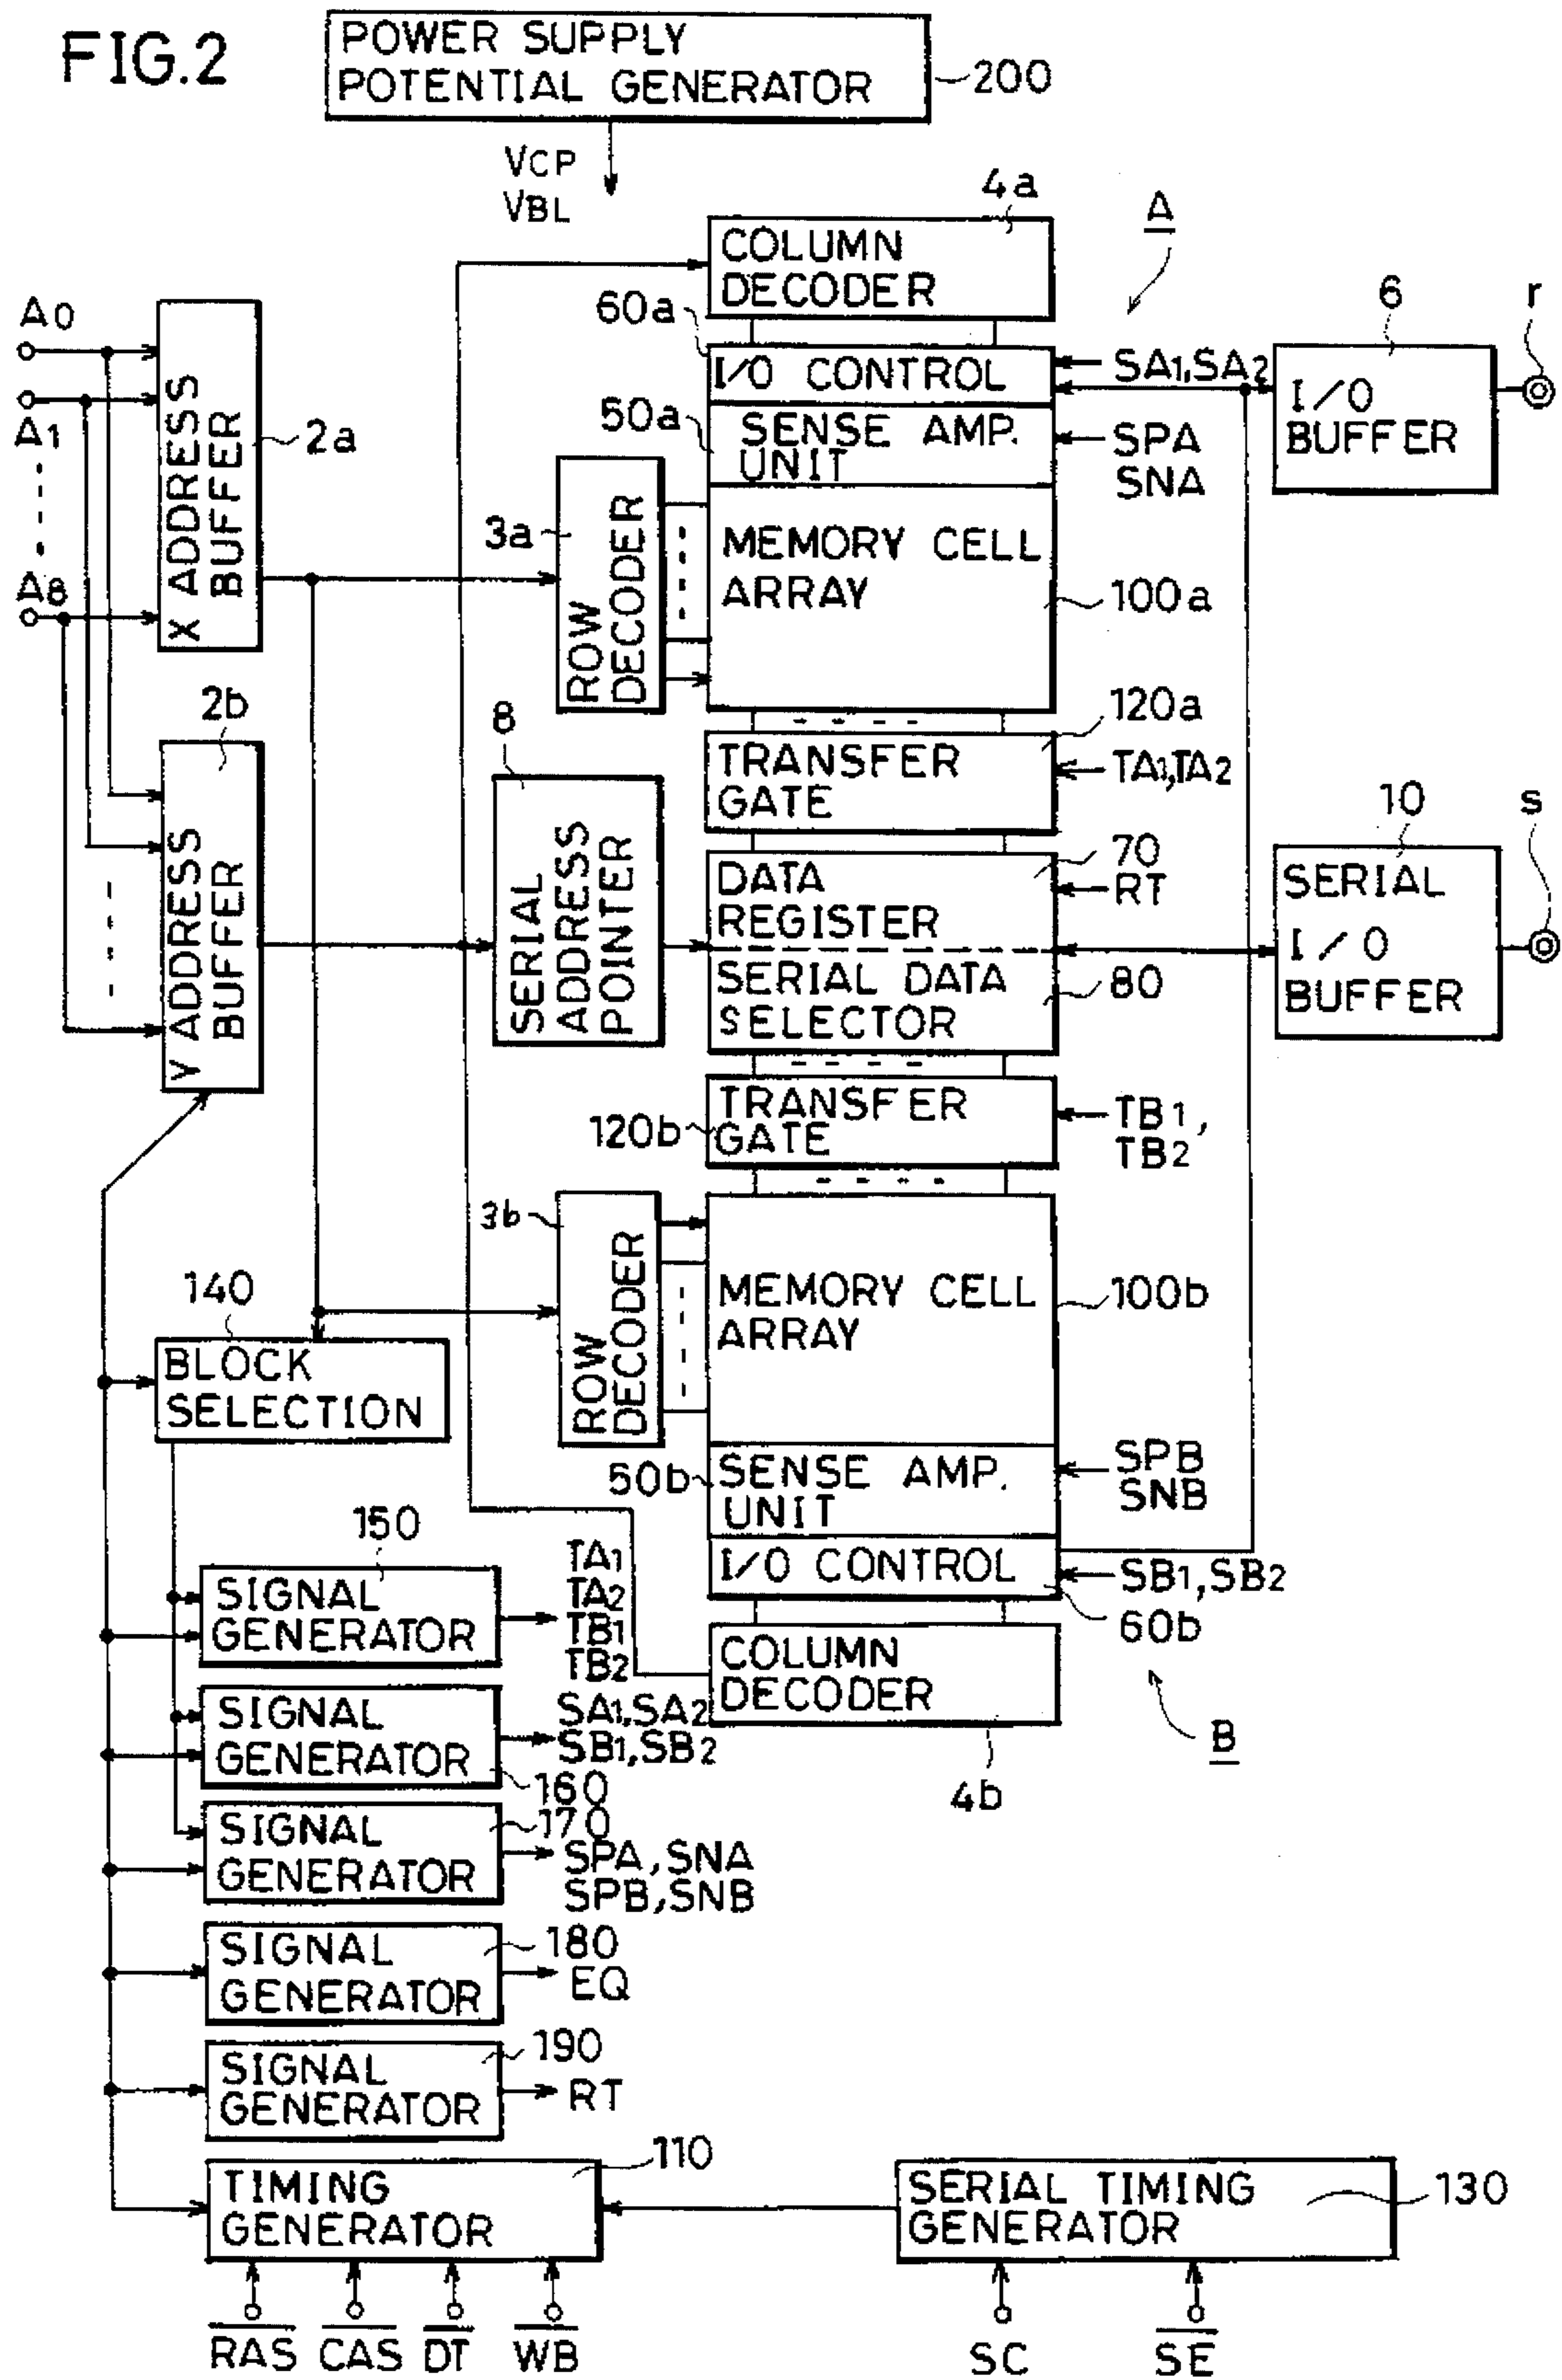 FIG.2
POWER SUPPLY
POTENTIAL GENERATOR
200
VCP
VBL
4a
A
COLUMN
DECODER
60a
6
r
A0
I/O CONTROL
SA1,SA2
I/O
BUFFER
A1
X ADDRESS
BUFFER
2a
50a
SENSE AMP.
UNIT
SPA
SNA
3a
ROW
DECODER
MEMORY CELL
ARRAY
100a
A8
2b
8
120a
TRANSFER
GATE
TA1,TA2
10
s
Y ADDRESS
BUFFER
SERIAL
ADDRESS
POINTER
70
DATA
REGISTER
RT
SERIAL
I/O
BUFFER
SERIAL DATA
SELECTOR
80
TRANSFER
GATE
120b
TB1,
TB2
3b
ROW
DECODER
MEMORY CELL
ARRAY
100b
140
BLOCK
SELECTION
50b
SENSE AMP.
UNIT
SPB
SNB
150
SIGNAL
GENERATOR
TA1
TA2
TB1
TB2
I/O CONTROL
SB1,SB2
60b
COLUMN
DECODER
4b
B
SIGNAL
GENERATOR
SA1,SA2
SB1,SB2
160
170
SIGNAL
GENERATOR
SPA,SNA
SPB,SNB
SIGNAL
GENERATOR
180
EQ
SIGNAL
GENERATOR
190
RT
110
TIMING
GENERATOR
SERIAL TIMING
GENERATOR
130
RAS CAS DT WB
SC SE